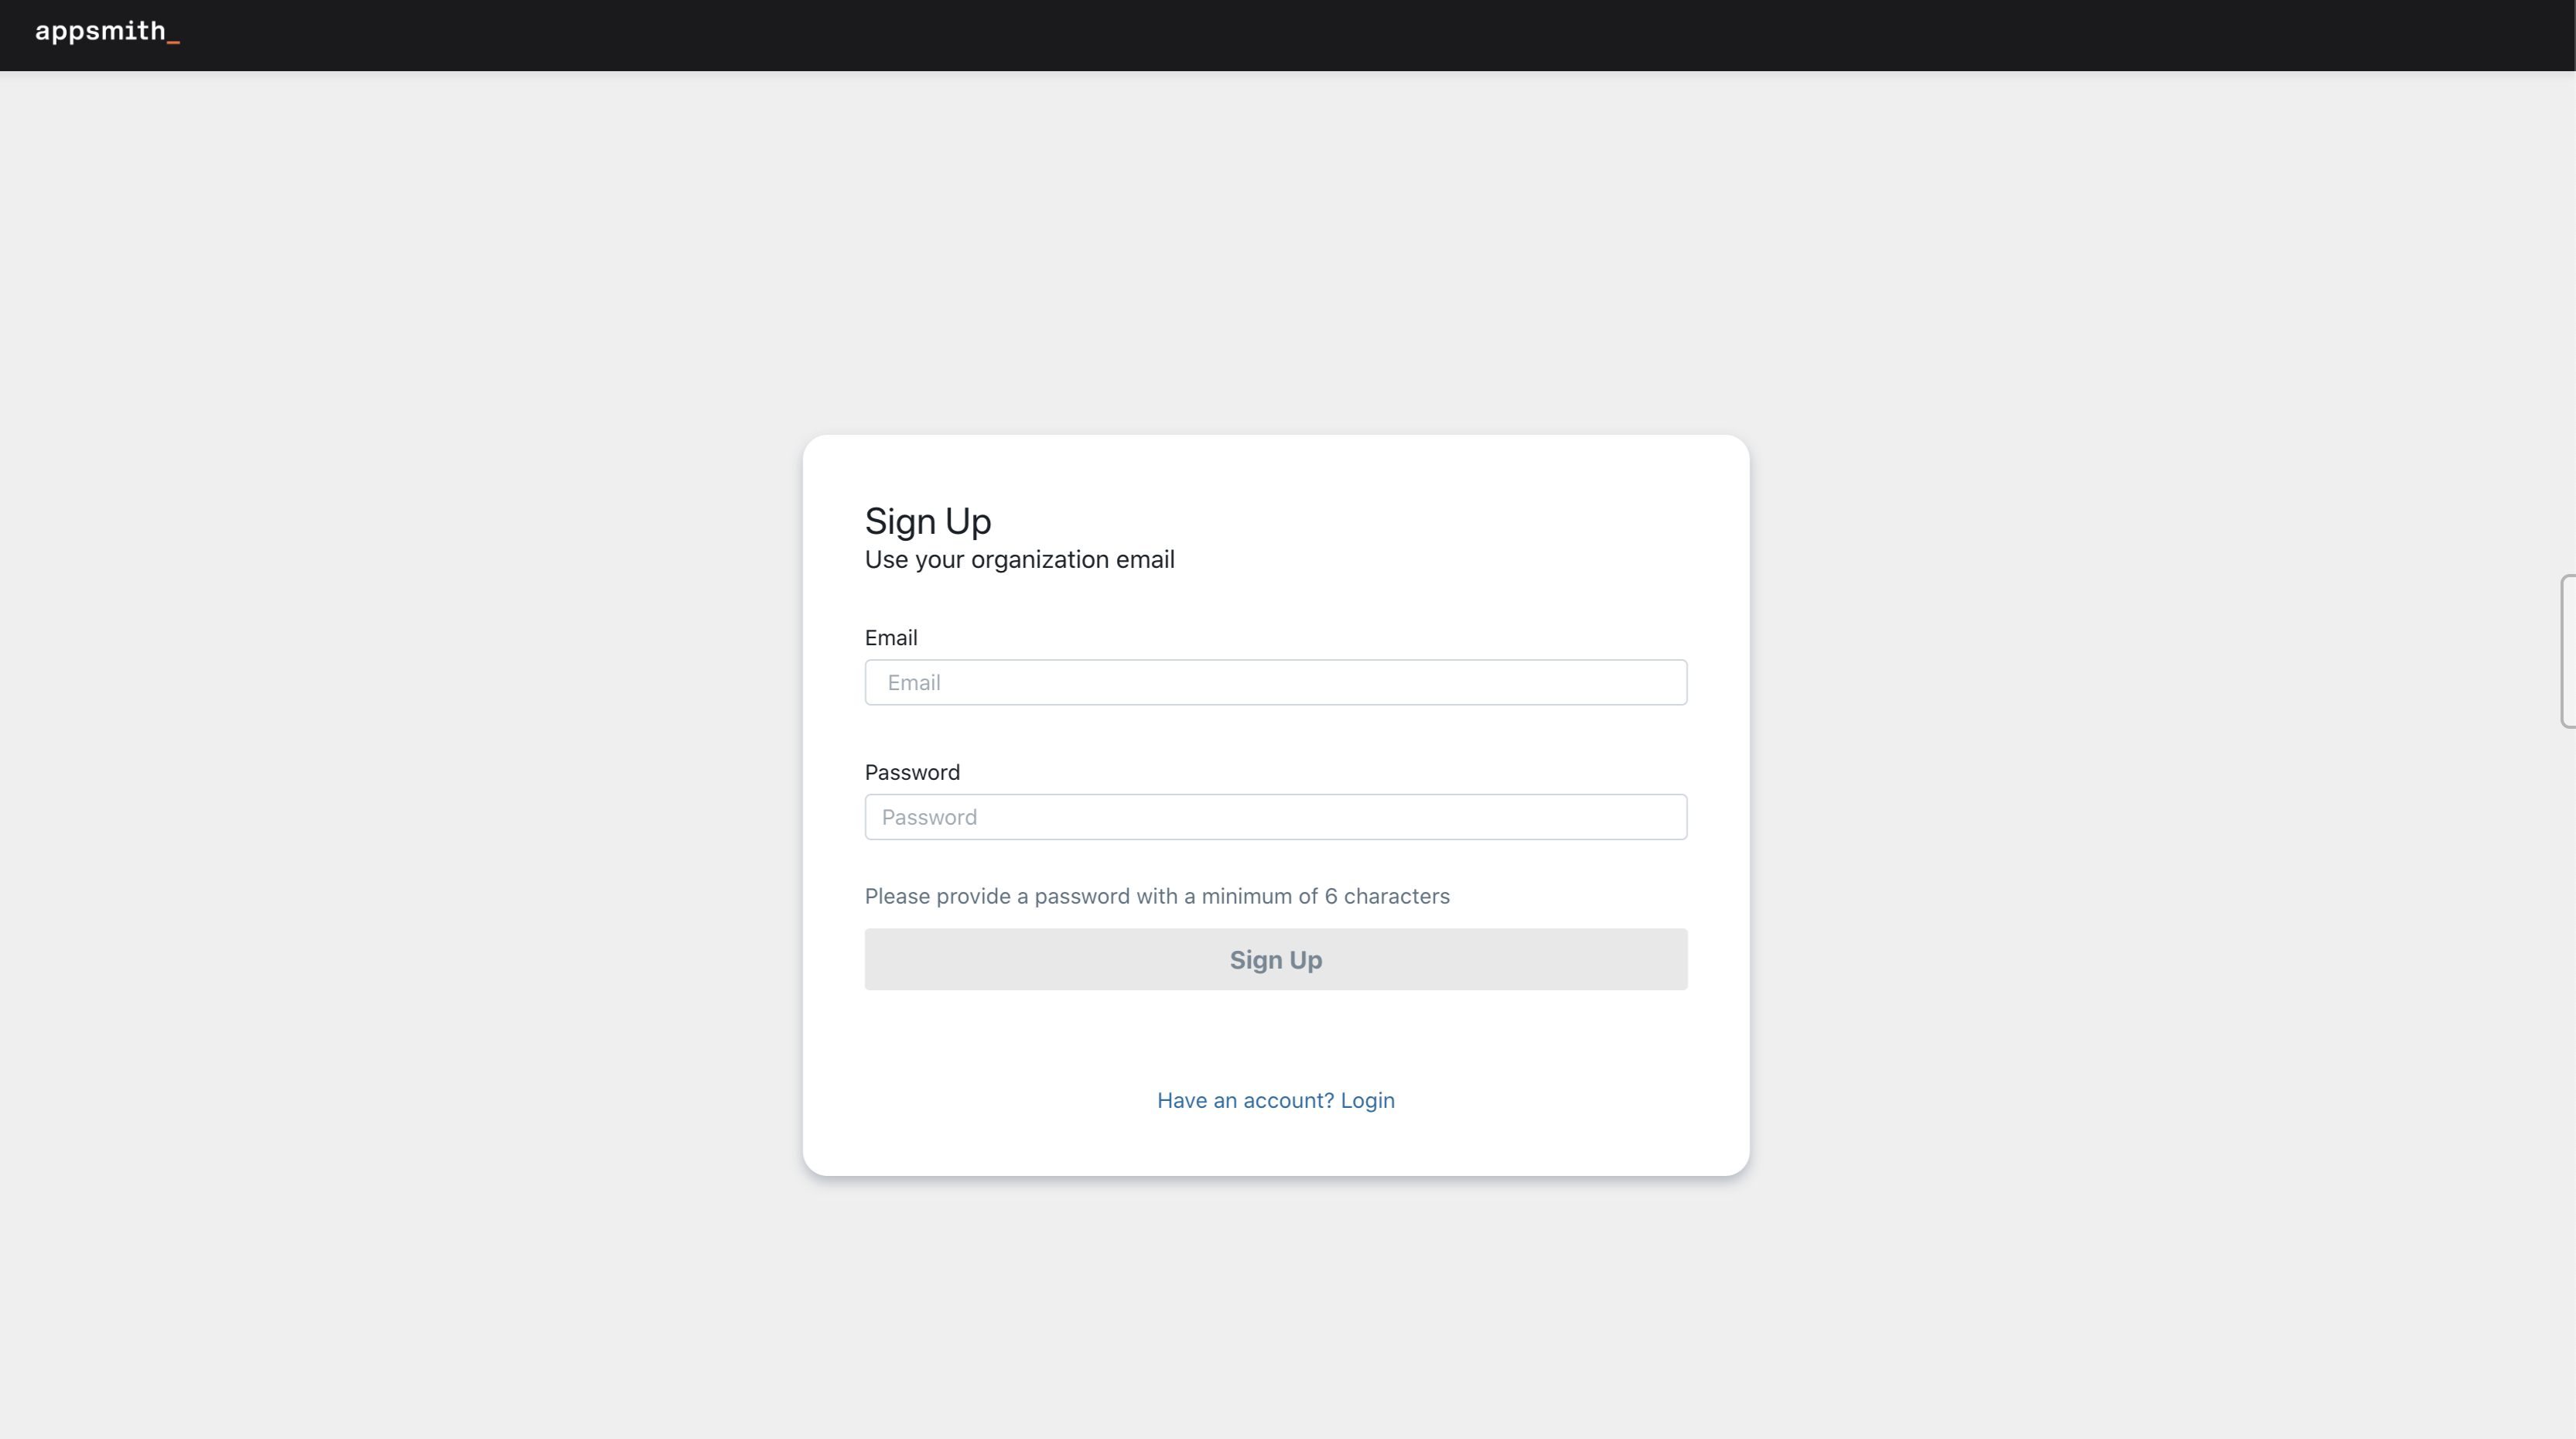 appsmith_
Sign Up
Use your organization email
Email
Email
Password
Password
Please provide a password with a minimum of 6 characters
Sign Up
Have an account? Login